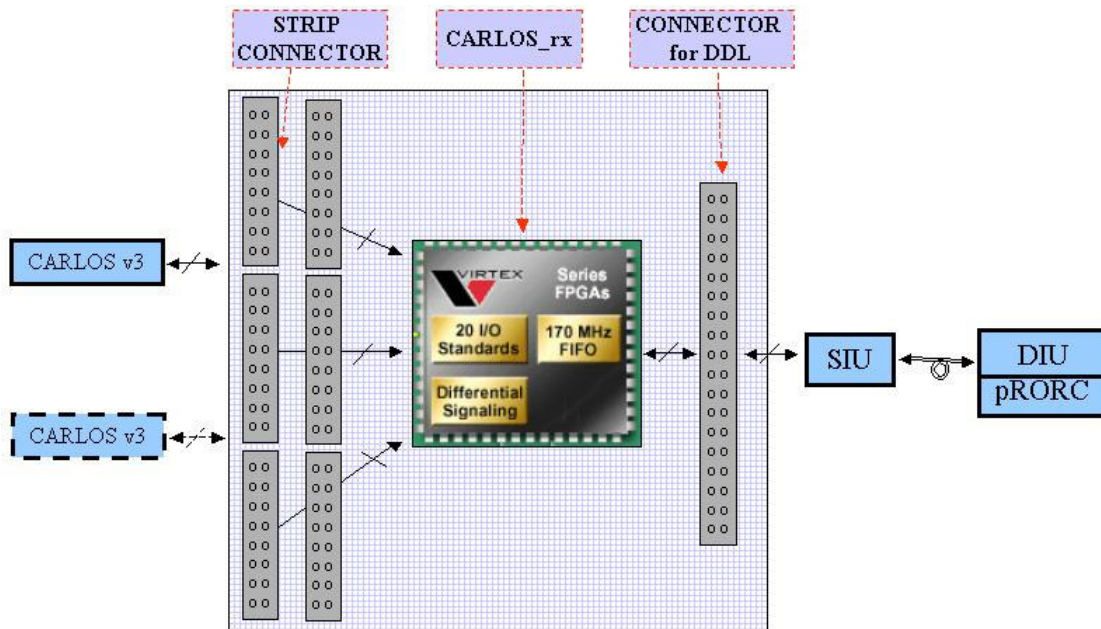 STRIP
CONNECTOR
CARLOS_rx
CONNECTOR
for DDL
CARLOS v3
CARLOS v3
VIRTEX
Series
FPGAs
20 I/O
Standards
170 MHz
FIFO
Differential
Signaling
SIU
DIU
pRORC